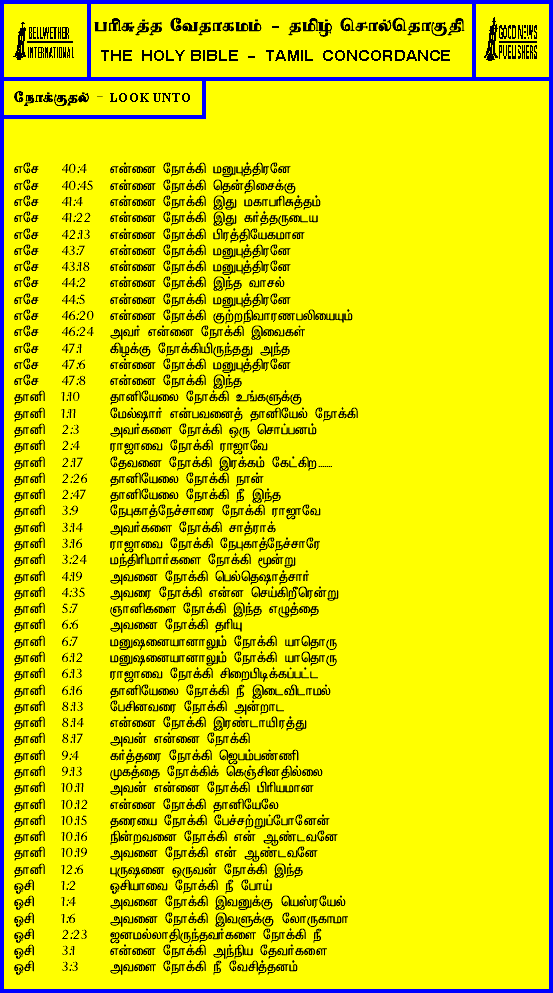 BELLWETHER
INTERNATIONAL
பரிசுத்த வேதாகமம் - தமிழ் சொல்தொகுதி
THE HOLY BIBLE - TAMIL CONCORDANCE
GOOD NEWS
PUBLISHERS
நோக்குதல் - LOOK UNTO
எசே 40:4 என்னை நோக்கி மனுபுத்திரனே
எசே 40:45 என்னை நோக்கி தென்திசைக்கு
எசே 41:4 என்னை நோக்கி இது மகாபரிசுத்தம்
எசே 41:22 என்னை நோக்கி இது கர்த்தருடைய
எசே 42:13 என்னை நோக்கி பிரத்தியேகமான
எசே 43:7 என்னை நோக்கி மனுபுத்திரனே
எசே 43:18 என்னை நோக்கி மனுபுத்திரனே
எசே 44:2 என்னை நோக்கி இந்த வாசல்
எசே 44:5 என்னை நோக்கி மனுபுத்திரனே
எசே 46:20 என்னை நோக்கி குற்றநிவாரணபலியையும்
எசே 46:24 அவர் என்னை நோக்கி இவைகள்
எசே 47:1 கிழக்கு நோக்கியிருந்தது அந்த
எசே 47:6 என்னை நோக்கி மனுபுத்திரனே
எசே 47:8 என்னை நோக்கி இந்த
தானி 1:10 தானியேலை நோக்கி உங்களுக்கு
தானி 1:11 மேல்ஷார் என்பவனைத் தானியேல் நோக்கி
தானி 2:3 அவர்களை நோக்கி ஒரு சொப்பனம்
தானி 2:4 ராஜாவை நோக்கி ராஜாவே
தானி 2:17 தேவனை நோக்கி இரக்கம் கேட்கிற.......
தானி 2:26 தானியேலை நோக்கி நான்
தானி 2:47 தானியேலை நோக்கி நீ இந்த
தானி 3:9 நேபுகாத்நேச்சாரை நோக்கி ராஜாவே
தானி 3:14 அவர்களை நோக்கி சாத்ராக்
தானி 3:16 ராஜாவை நோக்கி நேபுகாத்நேச்சாரே
தானி 3:24 மந்திரிமார்களை நோக்கி மூன்று
தானி 4:19 அவனை நோக்கி பெல்தெஷாத்சார்
தானி 4:35 அவரை நோக்கி என்ன செய்கிறீரென்று
தானி 5:7 ஞானிகளை நோக்கி இந்த எழுத்தை
தானி 6:6 அவனை நோக்கி தரியு
தானி 6:7 மனுஷனையானாலும் நோக்கி யாதொரு
தானி 6:12 மனுஷனையானாலும் நோக்கி யாதொரு
தானி 6:13 ராஜாவை நோக்கி சிறைபிடிக்கப்பட்ட
தானி 6:16 தானியேலை நோக்கி நீ இடைவிடாமல்
தானி 8:13 பேசினவரை நோக்கி அன்றாட
தானி 8:14 என்னை நோக்கி இரண்டாயிரத்து
தானி 8:17 அவன் என்னை நோக்கி
தானி 9:4 கர்த்தரை நோக்கி ஜெபம்பண்ணி
தானி 9:13 முகத்தை நோக்கிக் கெஞ்சினதில்லை
தானி 10:11 அவன் என்னை நோக்கி பிரியமான
தானி 10:12 என்னை நோக்கி தானியேலே
தானி 10:15 தரையை நோக்கி பேச்சற்றுப்போனேன்
தானி 10:16 நின்றவனை நோக்கி என் ஆண்டவனே
தானி 10:19 அவனை நோக்கி என் ஆண்டவனே
தானி 12:6 புருஷனை ஒருவன் நோக்கி இந்த
ஓசி 1:2 ஓசியாவை நோக்கி நீ போய்
ஓசி 1:4 அவனை நோக்கி இவனுக்கு யெஸ்ரயேல்
ஓசி 1:6 அவனை நோக்கி இவளுக்கு லோருகாமா
ஓசி 2:23 ஜனமல்லாதிருந்தவர்களை நோக்கி நீ
ஓசி 3:1 என்னை நோக்கி அந்நிய தேவர்களை
ஓசி 3:3 அவளை நோக்கி நீ வேசித்தனம்